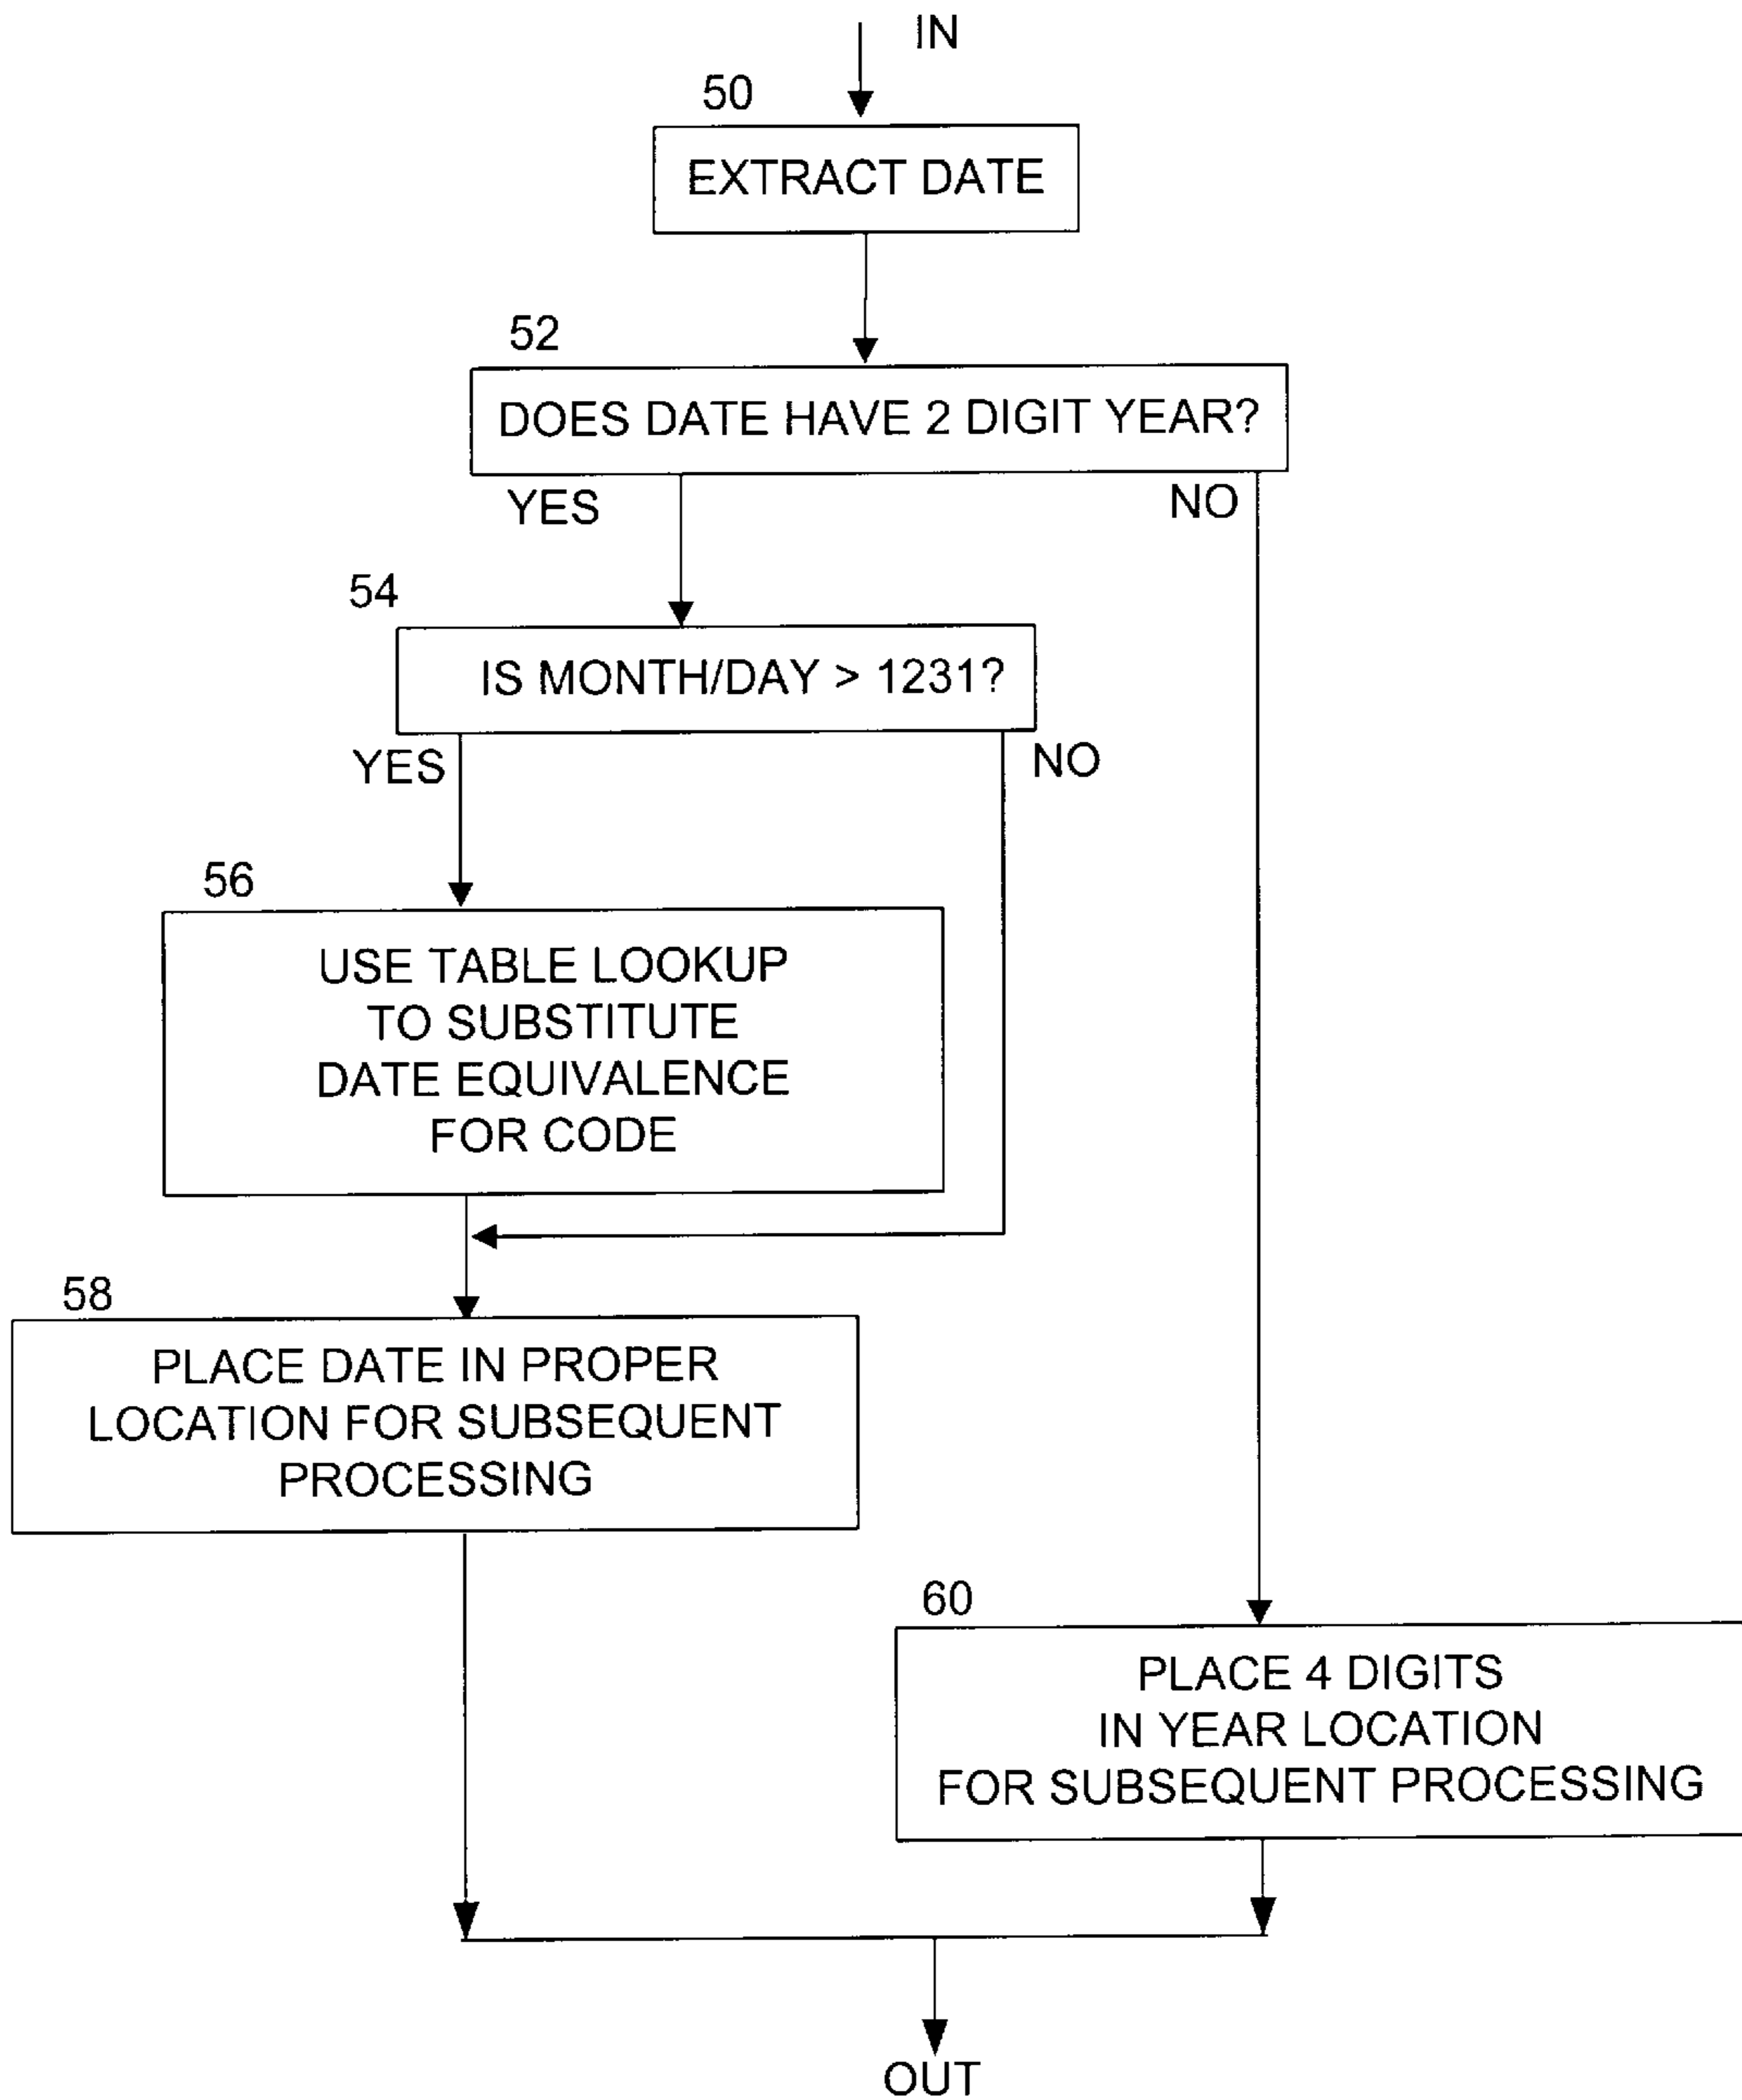 IN
50
EXTRACT DATE
52
DOES DATE HAVE 2 DIGIT YEAR?
YES
NO
54
IS MONTH/DAY > 1231?
YES
NO
56
USE TABLE LOOKUP
TO SUBSTITUTE
DATE EQUIVALENCE
FOR CODE
58
PLACE DATE IN PROPER
LOCATION FOR SUBSEQUENT
PROCESSING
60
PLACE 4 DIGITS
IN YEAR LOCATION
FOR SUBSEQUENT PROCESSING
OUT